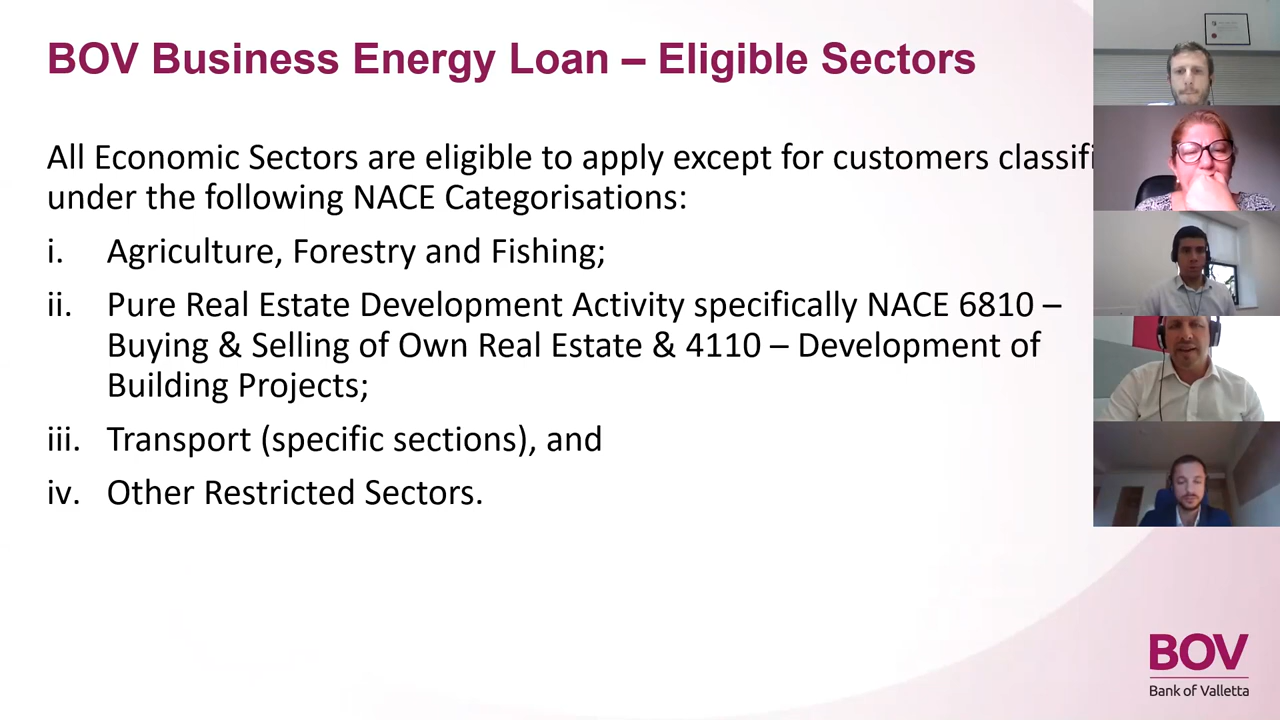 BOV Business Energy Loan – Eligible Sectors
All Economic Sectors are eligible to apply except for customers
under the following NACE Categorisations:
i. Agriculture, Forestry and Fishing;
ii. Pure Real Estate Development Activity specifically NACE 6810 –
Buying & Selling of Own Real Estate & 4110 – Development of
Building Projects;
iii. Transport (specific sections), and
iv. Other Restricted Sectors.
BOV
Bank of Valletta